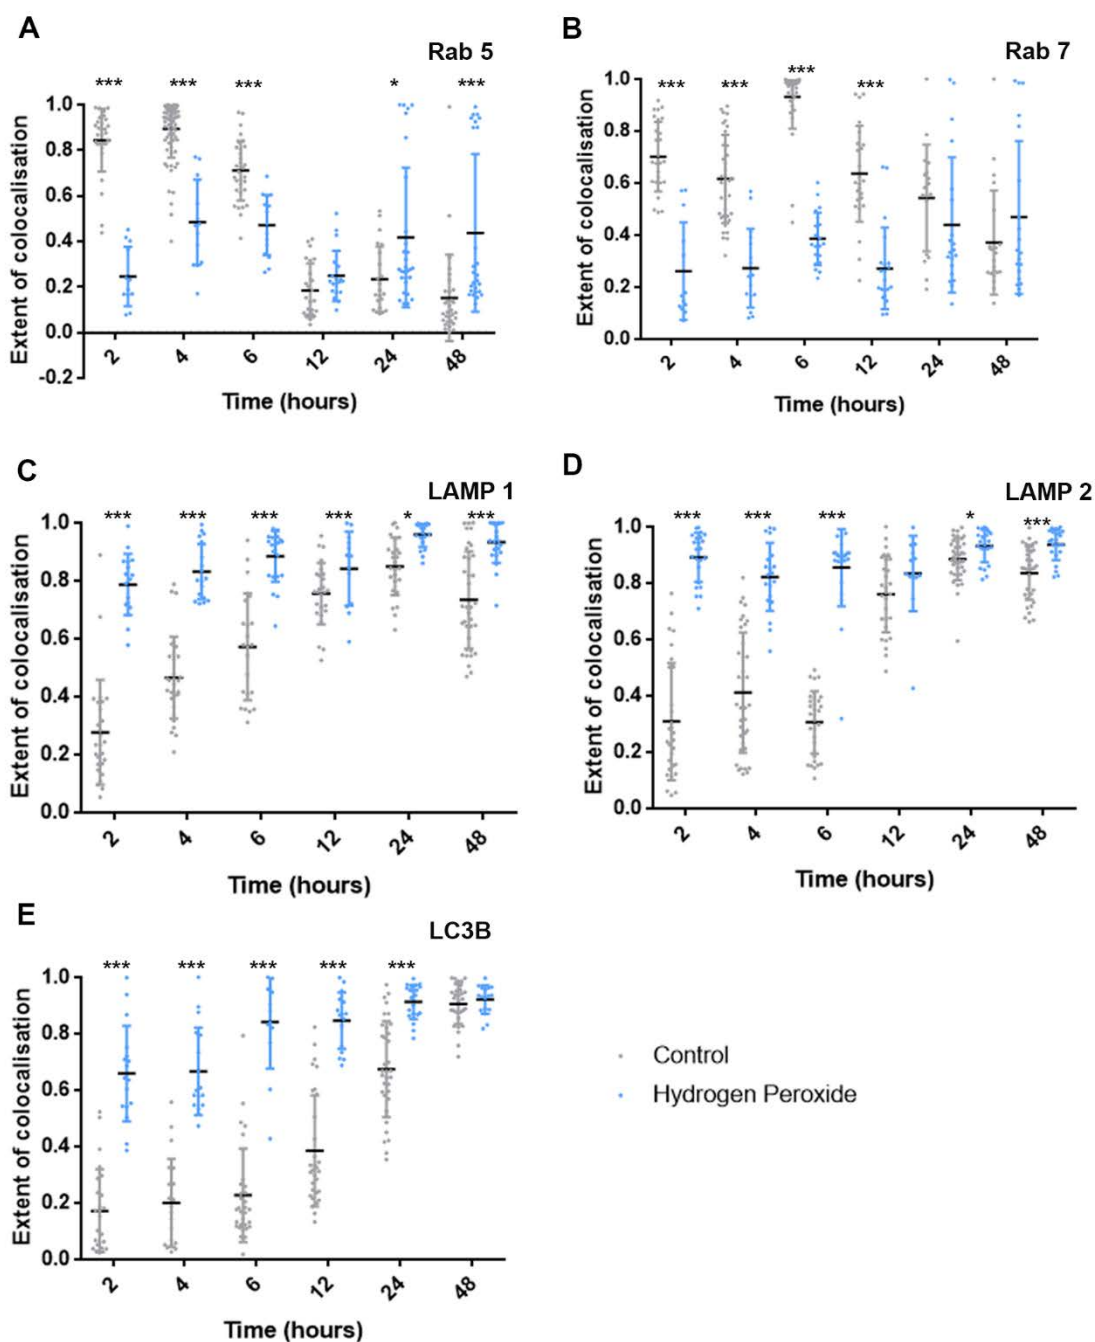 A
Rab 5
*** *** *** * ***
Extent of colocalisation
1.0
0.8
0.6
0.4
0.2
0.0
-0.2
2 4 6 12 24 48
Time (hours)
B
Rab 7
*** *** *** ***
Extent of colocalisation
1.0
0.8
0.6
0.4
0.2
0.0
2 4 6 12 24 48
Time (hours)
C
LAMP 1
*** *** *** *** * ***
Extent of colocalisation
1.0
0.8
0.6
0.4
0.2
0.0
2 4 6 12 24 48
Time (hours)
D
LAMP 2
*** *** *** * ***
Extent of colocalisation
1.0
0.8
0.6
0.4
0.2
0.0
2 4 6 12 24 48
Time (hours)
E
LC3B
*** *** *** *** ***
Extent of colocalisation
1.0
0.8
0.6
0.4
0.2
0.0
2 4 6 12 24 48
Time (hours)
Control
Hydrogen Peroxide